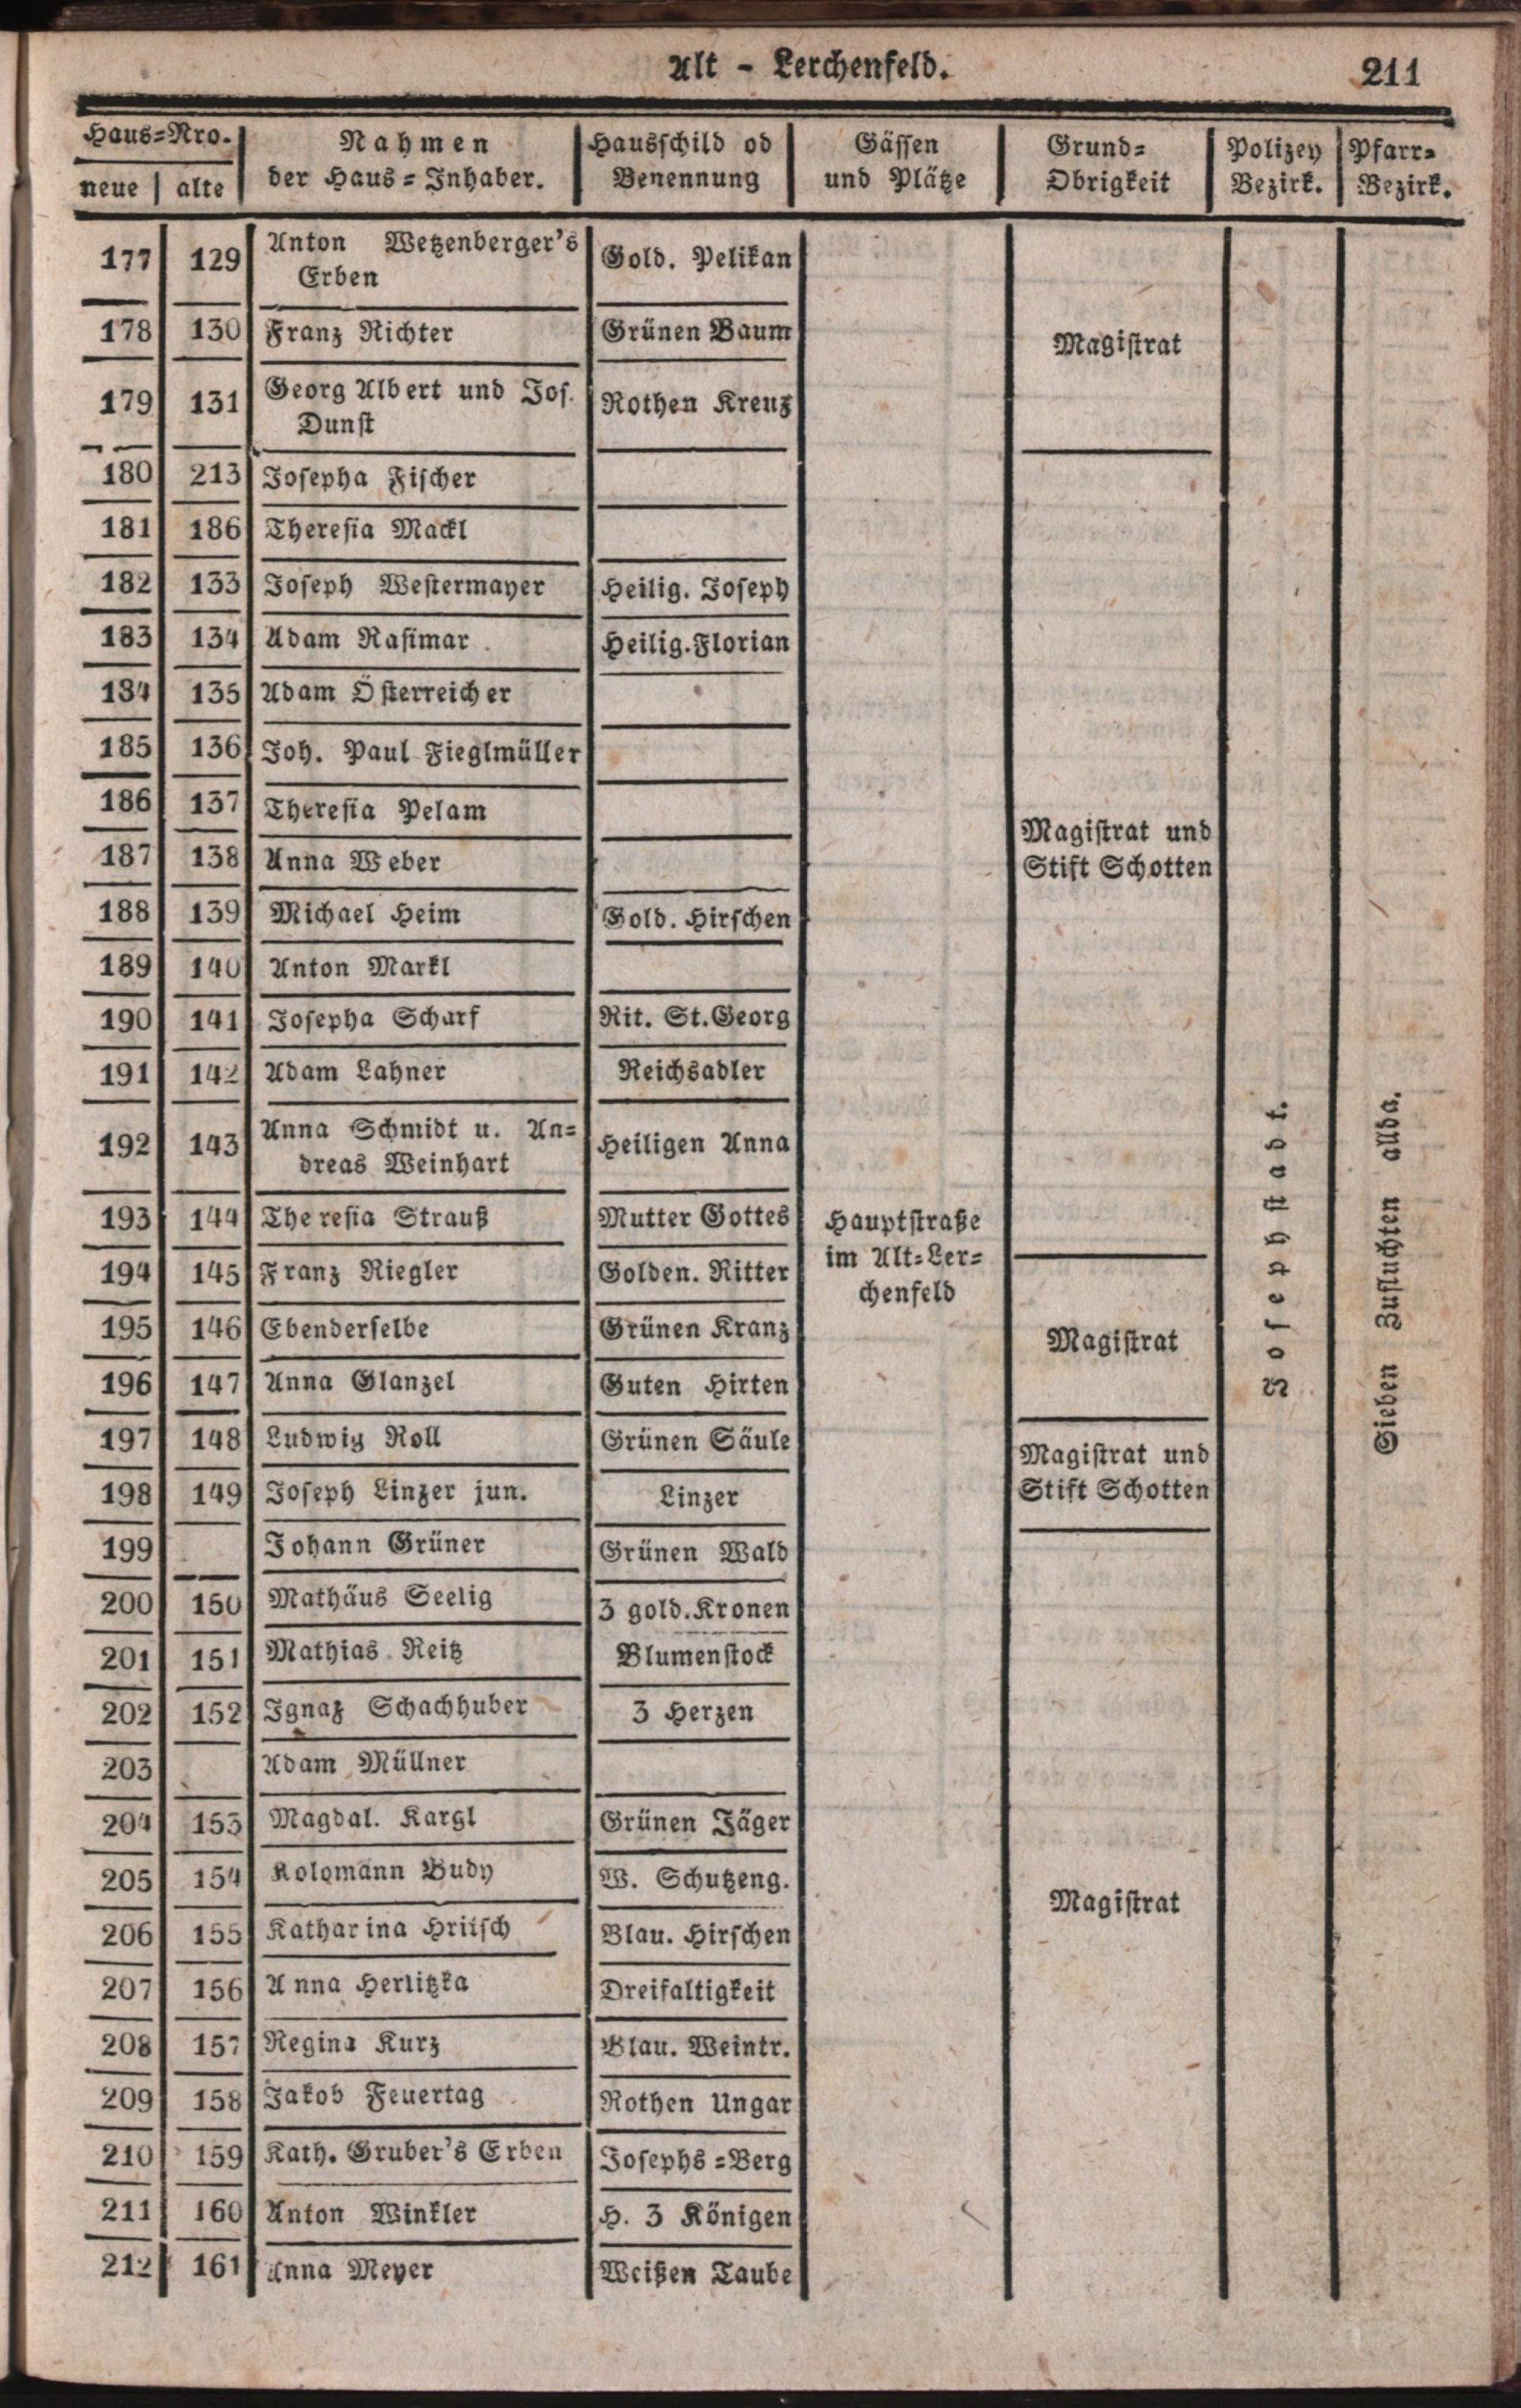 Alt - Lerchenfeld. 211
Haus=Nro. Nahmen Hausschild od Gässen Grund= Polizey Pfarr=
neue alte der Haus=Inhaber. Benennung und Plätze Obrigkeit Bezirk. Bezirk.
177 129 Anton Wetzenberger's Gold. Pelikan
Erben
178 130 Franz Richter Grünen Baum Magistrat
179 131 Georg Albert und Jos. Rothen Kreuz
Dunst
180 213 Josepha Fischer
181 186 Theresia Mackl
182 133 Joseph Westermayer Heilig. Joseph
183 134 Adam Rasimar Heilig.Florian
184 135 Adam Österreicher
185 136 Joh. Paul Fieglmüller
186 137 Theresia Pelam Magistrat und
187 138 Anna Weber Stift Schotten
188 139 Michael Heim Gold. Hirschen
189 140 Anton Markl
190 141 Josepha Scharf Rit. St.Georg
191 142 Adam Lahner Reichsadler
192 143 Anna Schmidt u. An= Heiligen Anna
dreas Weinhart
193 144 Theresia Strauß Mutter Gottes Hauptstraße
194 145 Franz Riegler Golden. Ritter im Alt=Ler=
chenfeld
195 146 Ebenderselbe Grünen Kranz Magistrat
196 147 Anna Glanzel Guten Hirten
197 148 Ludwig Roll Grünen Säule Magistrat und
198 149 Joseph Linzer jun. Linzer Stift Schotten
199 Johann Grüner Grünen Wald
200 150 Mathäus Seelig 3 gold.Kronen
201 151 Mathias Reitz Blumenstock
202 152 Ignaz Schachhuber 3 Herzen
203 Adam Müllner
204 153 Magdal. Kargl Grünen Jäger
205 154 Kolomann Budy W. Schutzeng.
206 155 Katharina Blau. Hirschen Magistrat
207 156 Anna Herlitzka Dreifaltigkeit
208 157 Regina Kurz Blau. Weintr.
209 158 Jakob Feuertag Rothen Ungar
210 159 Kath. Gruber's Erben Josephs=Berg
211 160 Anton Winkler H. 3 Königen
212 161 Anna Meyer Weißen Taube
Josephstadt.
Sieben Zufluchten allda.